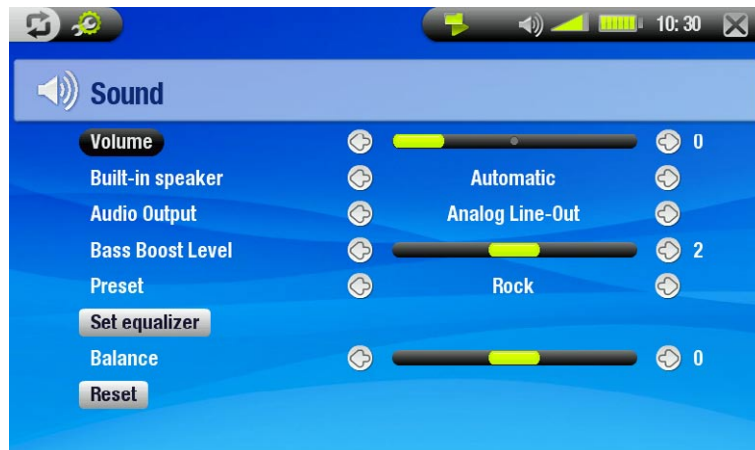 10:30
Sound
Volume 0
Built-in speaker Automatic
Audio Output Analog Line-Out
Bass Boost Level 2
Preset Rock
Set equalizer
Balance 0
Reset